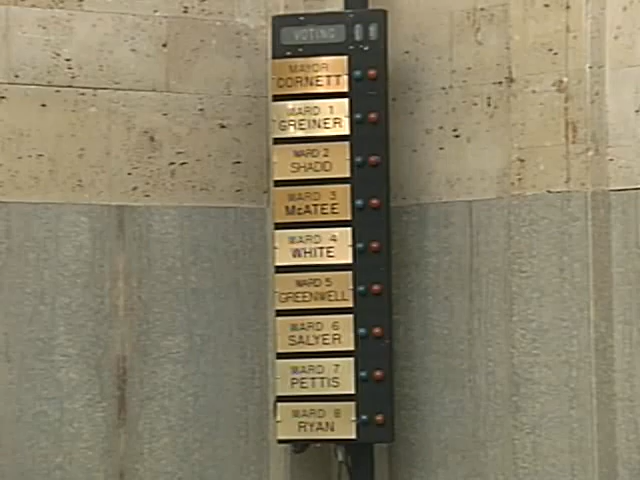 VOTING
MAYOR
CORNETT
WARD 1
GREINER
WARD 2
SHADID
WARD 3
McATEE
WARD 4
WHITE
WARD 5
GREENWELL
WARD 6
SALYER
WARD 7
PETTIS
WARD 8
RYAN